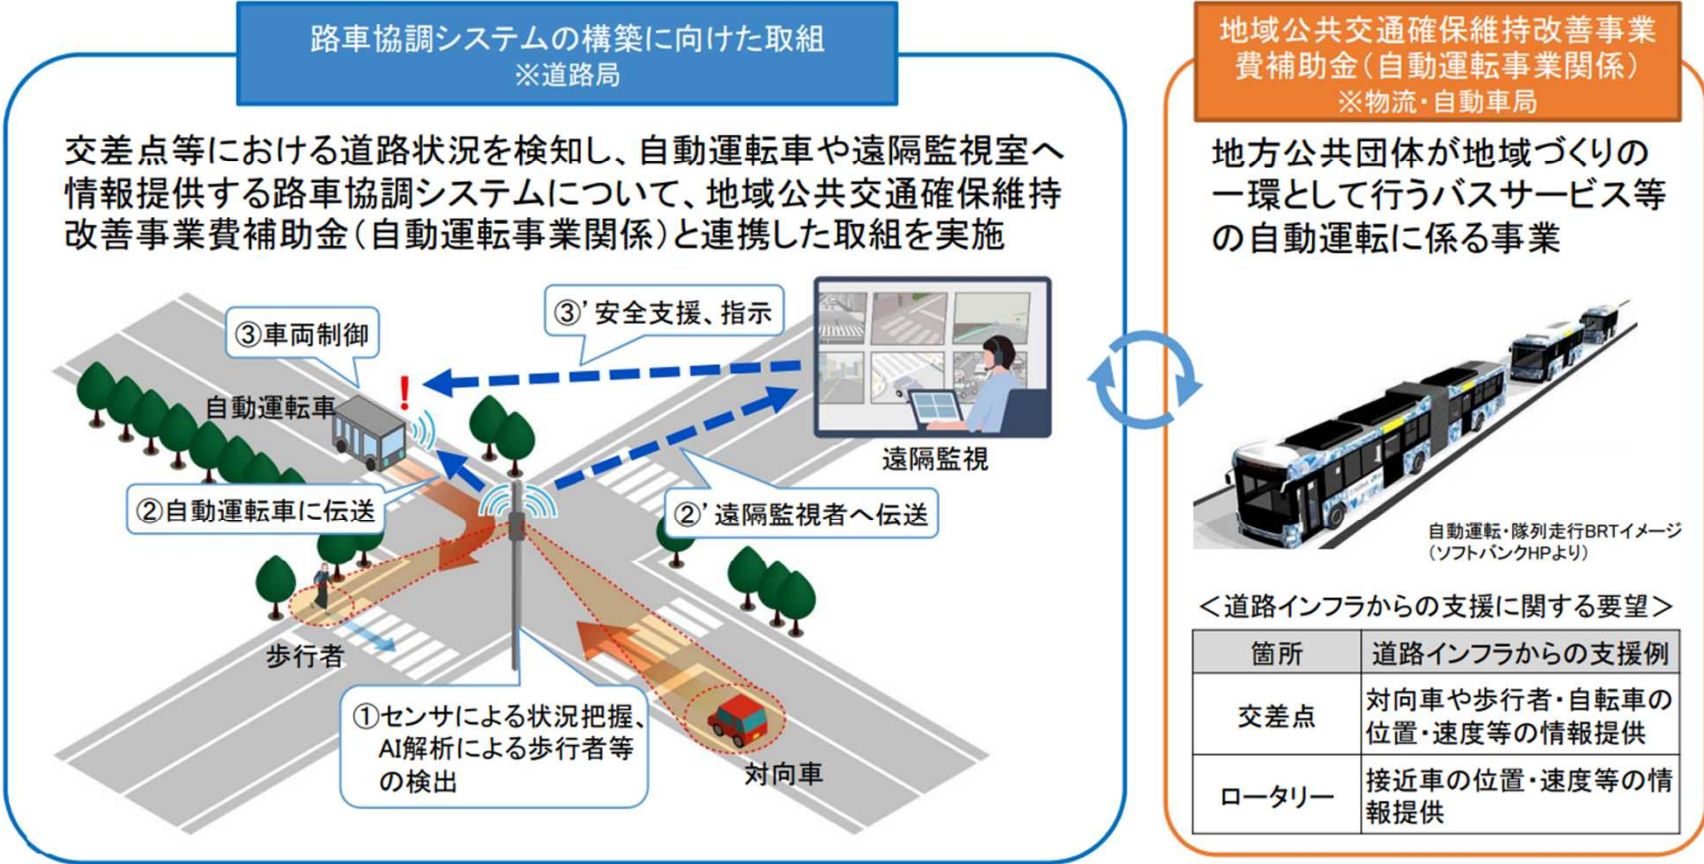 路車協調システムの構築に向けた取組
※道路局
交差点等における道路状況を検知し、自動運転車や遠隔監視室へ
情報提供する路車協調システムについて、地域公共交通確保維持
改善事業費補助金(自動運転事業関係)と連携した取組を実施
③車両制御
③’安全支援、指示
自動運転車
遠隔監視
②自動運転車に伝送
②’遠隔監視者へ伝送
歩行者
①センサによる状況把握、
AI解析による歩行者等
の検出
対向車
地域公共交通確保維持改善事業
費補助金(自動運転事業関係)
※物流・自動車局
地方公共団体が地域づくりの
一環として行うバスサービス等
の自動運転に係る事業
自動運転・隊列走行BRTイメージ
(ソフトバンクHPより)
<道路インフラからの支援に関する要望>
箇所 道路インフラからの支援例
交差点 対向車や歩行者・自転車の
位置・速度等の情報提供
ロータリー 接近車の位置・速度等の情
報提供